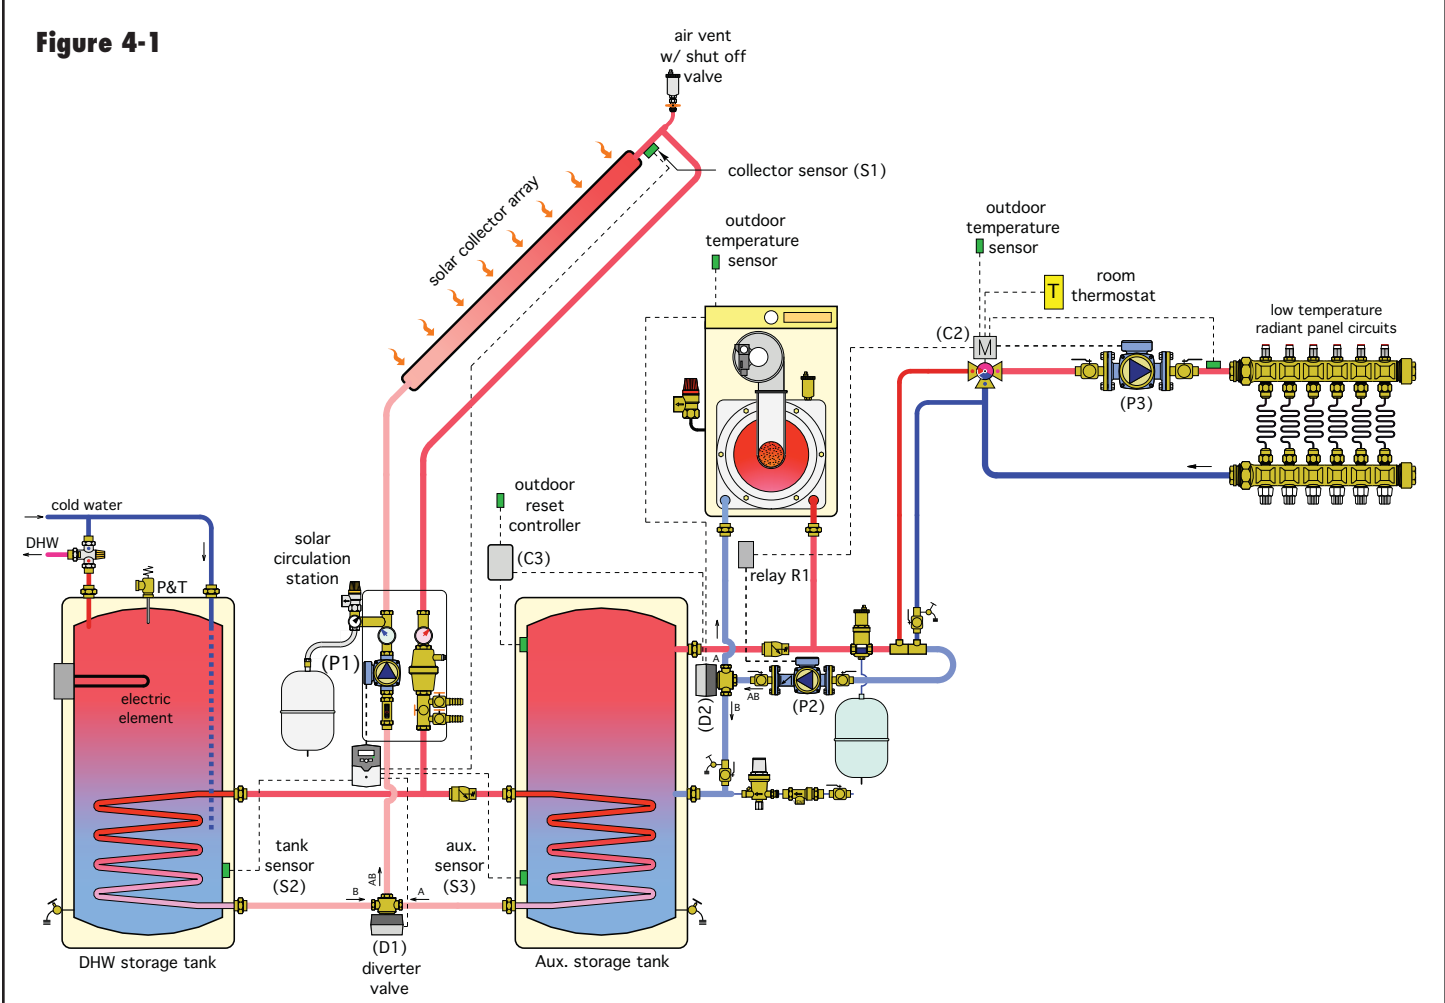 Figure 4-1
air vent
w/ shut off
valve
solar collector array
collector sensor (S1)
outdoor
temperature
sensor
outdoor
temperature
sensor
room
thermostat
T
(C2)
M
low temperature
radiant panel circuits
(P3)
cold water
DHW
P&T
solar
circulation
station
outdoor
reset
controller
(C3)
relay R1
(P1)
electric
element
A
AB
B
(D2)
(P2)
tank
sensor
(S2)
aux.
sensor
(S3)
AB
B
A
(D1)
diverter
valve
DHW storage tank
Aux. storage tank